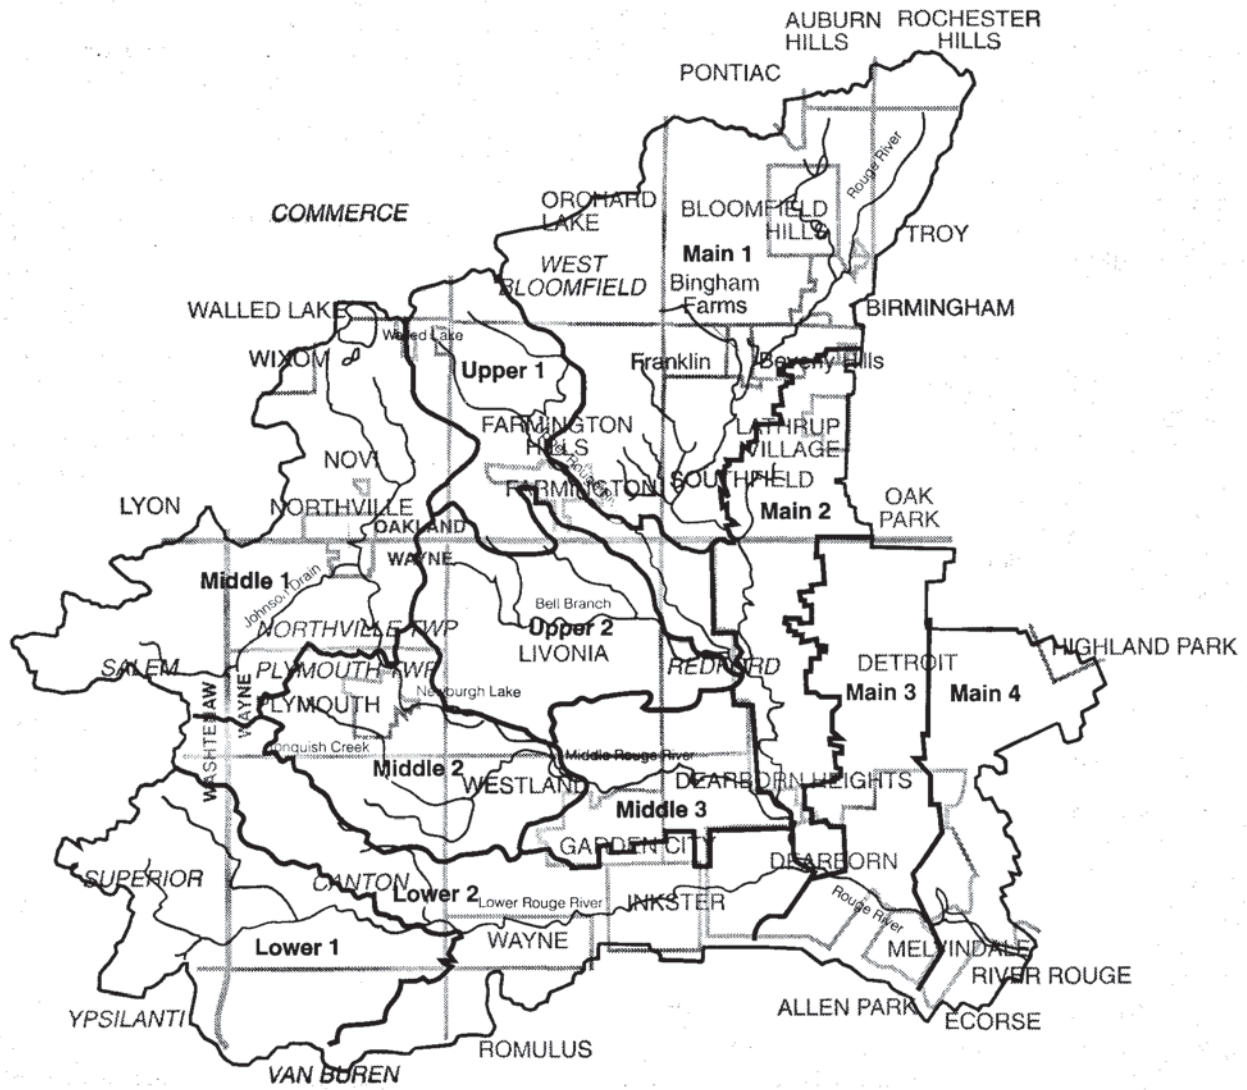 AUBURN
HILLS
ROCHESTER
HILLS
PONTIAC
Rouge River
ORCHARD
LAKE
COMMERCE
BLOOMFIELD
HILLS
TROY
Main 1
WEST
BLOOMFIELD
Bingham
Farms
WALLED LAKE
BIRMINGHAM
Walled Lake
WIXOM
Upper 1
Franklin
Beverly Hills
FARMINGTON
HILLS
LATHRUP
VILLAGE
NOVI
FARMINGTON
SOUTHFIELD
LYON
NORTHVILLE
OAK
PARK
Main 2
OAKLAND
WAYNE
Middle 1
Johnson Drain
Bell Branch
NORTHVILLE TWP
Upper 2
LIVONIA
HIGHLAND PARK
SALEM
PLYMOUTH TWP
REDFORD
DETROIT
Main 3
Main 4
WASHTENAW
WAYNE
PLYMOUTH
Newburgh Lake
Tonquish Creek
Middle Rouge River
Middle 2
WESTLAND
DEARBORN HEIGHTS
Middle 3
GARDEN CITY
DEARBORN
SUPERIOR
CANTON
Lower 2
Lower Rouge River
INKSTER
Rouge River
Lower 1
WAYNE
MELVINDALE
RIVER ROUGE
ALLEN PARK
ECORSE
YPSILANTI
ROMULUS
VAN BUREN